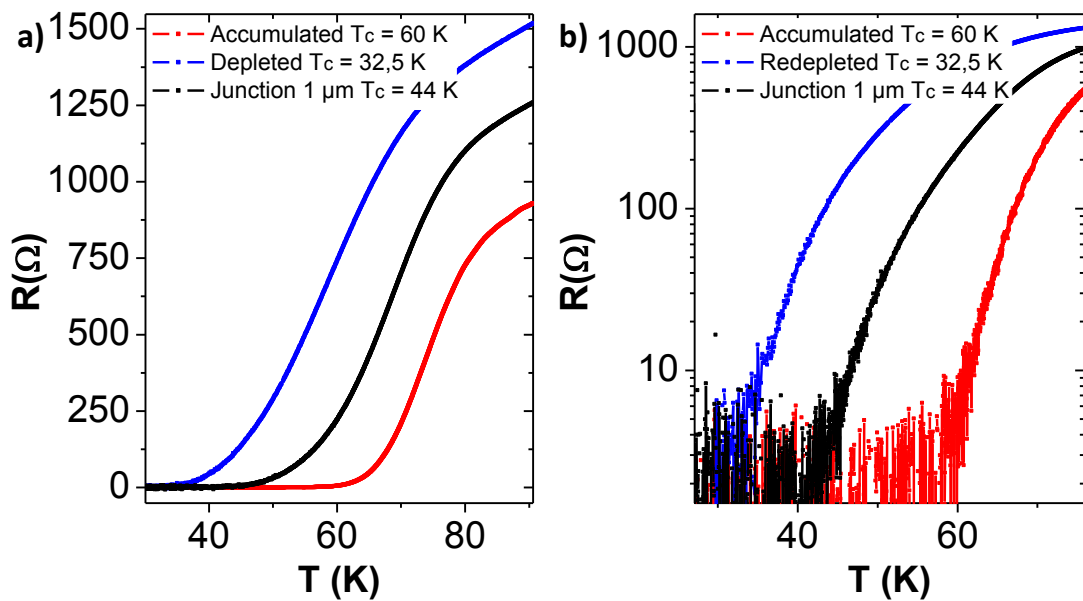 a)
Accumulated Tc = 60 K
Depleted Tc = 32,5 K
Junction 1 µm Tc = 44 K
R(Ω)
1500
1250
1000
750
500
250
0
40
60
80
T (K)
b)
Accumulated Tc = 60 K
Redepleted Tc = 32,5 K
Junction 1 µm Tc = 44 K
R(Ω)
1000
100
10
40
60
T (K)